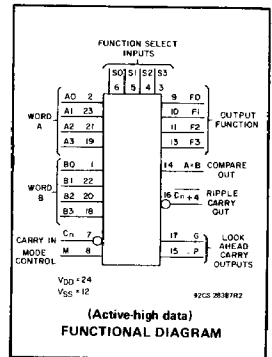 FUNCTION SELECT
INPUTS
S0 S1 S2 S3
6 5 4 3
WORD
A
A0 2
A1 23
A2 21
A3 19
9 F0
10 F1
11 F2
13 F3
OUTPUT
FUNCTION
WORD
B
B0 1
B1 22
B2 20
B3 18
14 A=B COMPARE
OUT
16 Cn+4 RIPPLE
CARRY
OUT
CARRY IN Cn 7
MODE
CONTROL M 8
17 G
15 P
LOOK
AHEAD
CARRY
OUTPUTS
VDD = 24
VSS = 12
92CS 28387R2
(Active-high data)
FUNCTIONAL DIAGRAM